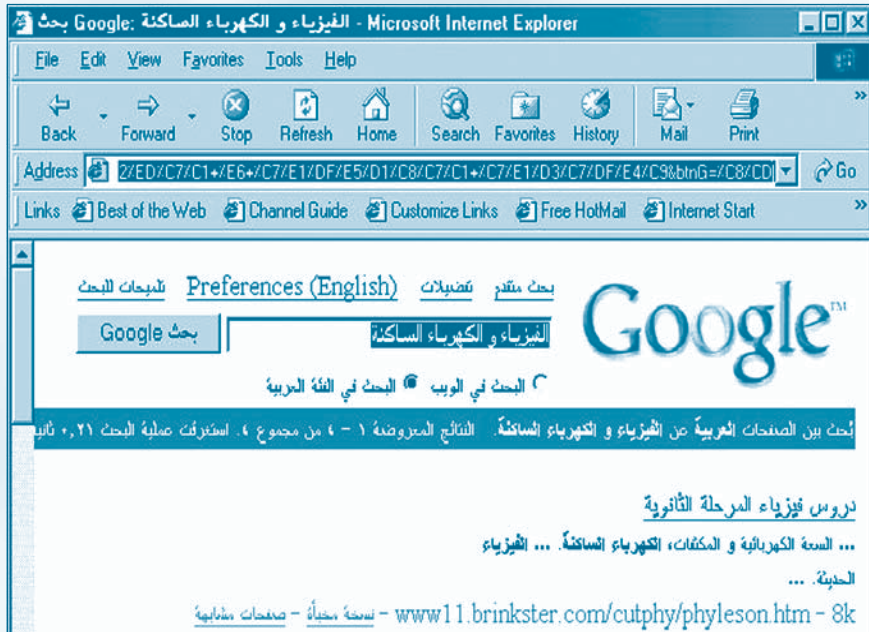 بحث Google: الفيزياء و الكهرباء الساكنة - Microsoft Internet Explorer
File Edit View Favorites Tools Help
Back Forward Stop Refresh Home Search Favorites History Mail Print »
Address 2%ED%C7%C1+%E6+%C7%E1%DF%E5%D1%C8%C7%C1+%C7%E1%D3%C7%DF%E4%C9&btnG=%C8%CD Go
Links Best of the Web Channel Guide Customize Links Free HotMail Internet Start »
بحث متقدم تفضيلات Preferences (English) تلميحات للبحث
Google™
الفيزياء و الكهرباء الساكنة بحث Google
البحث في الويب البحث في الفئة العربية
بُحث بين الصفحات العربية عن الفيزياء و الكهرباء الساكنة. النتائج المعروضة ١ - ٤ من مجموع ٤. استغرقت عملية البحث ٠,٢١
دروس فيزياء المرحلة الثانوية
... السعة الكهربائية و المكثفات، الكهرباء الساكنة. ... الفيزياء
الحديثة. ...
www11.brinkster.com/cutphy/phyleson.htm - 8k - نسخة مخبأة - صفحات مشابهة